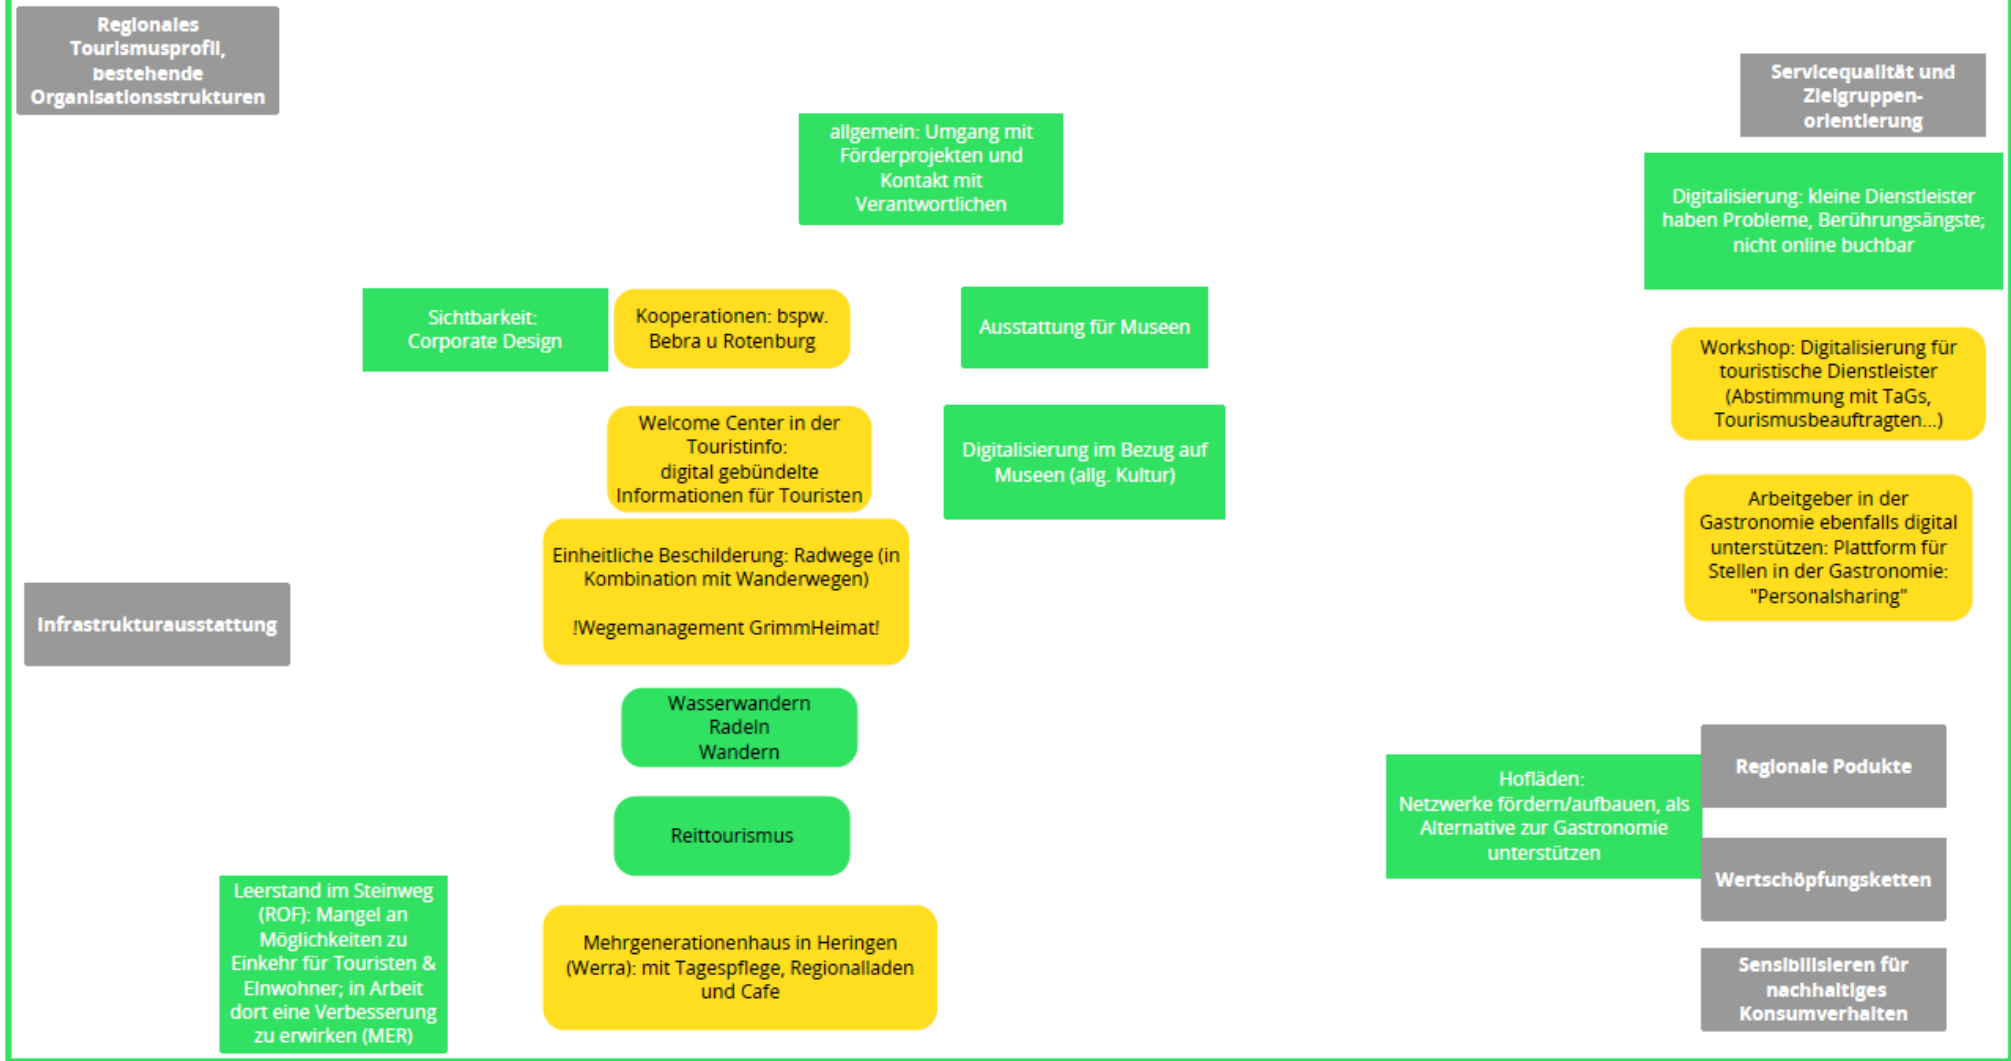 Regionales
Tourismusprofil,
bestehende
Organisationsstrukturen
Servicequalität und
Zielgruppen-
orientierung
allgemein: Umgang mit
Förderprojekten und
Kontakt mit
Verantwortlichen
Digitalisierung: kleine Dienstleister
haben Probleme, Berührungsängste;
nicht online buchbar
Sichtbarkeit:
Corporate Design
Kooperationen: bspw.
Bebra u Rotenburg
Ausstattung für Museen
Workshop: Digitalisierung für
touristische Dienstleister
(Abstimmung mit TaGs,
Tourismusbeauftragten...)
Welcome Center in der
Touristinfo:
digital gebündelte
Informationen für Touristen
Digitalisierung im Bezug auf
Museen (allg. Kultur)
Arbeitgeber in der
Gastronomie ebenfalls digital
unterstützen: Plattform für
Stellen in der Gastronomie:
"Personalsharing"
Einheitliche Beschilderung: Radwege (in
Kombination mit Wanderwegen)
!Wegemanagement GrimmHeimat!
Infrastrukturausstattung
Wasserwandern
Radeln
Wandern
Hofläden:
Netzwerke fördern/aufbauen, als
Alternative zur Gastronomie
unterstützen
Regionale Podukte
Reittourismus
Wertschöpfungsketten
Leerstand im Steinweg
(ROF): Mangel an
Möglichkeiten zu
Einkehr für Touristen &
EInwohner; in Arbeit
dort eine Verbesserung
zu erwirken (MER)
Mehrgenerationenhaus in Heringen
(Werra): mit Tagespflege, Regionalladen
und Cafe
Sensibilisieren für
nachhaltiges
Konsumverhalten